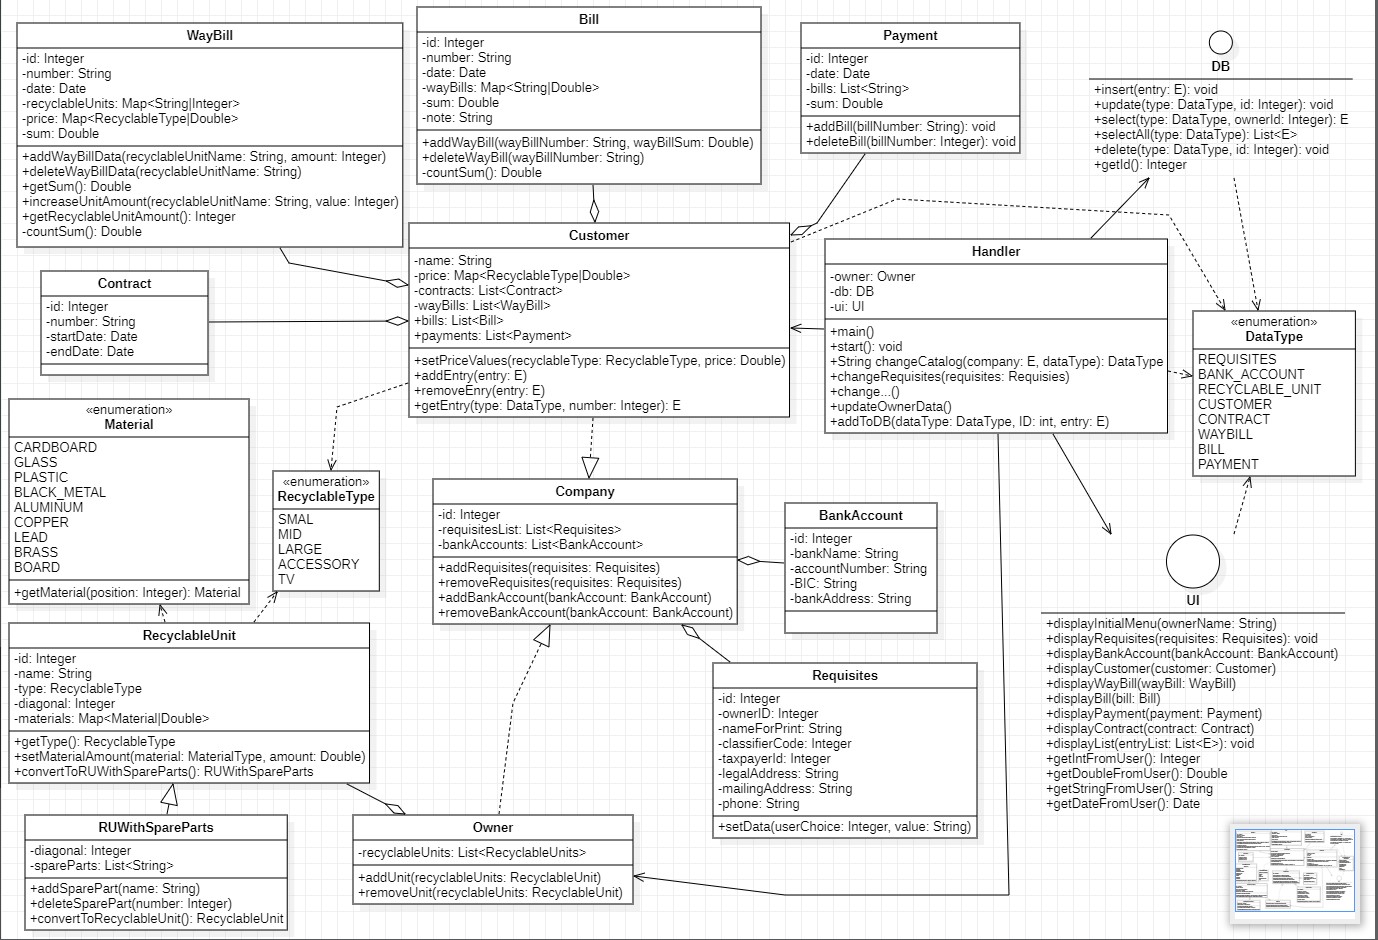 WayBill
-id: Integer
-number: String
-date: Date
-recyclableUnits: Map<String|Integer>
-price: Map<RecyclableType|Double>
-sum: Double
+addWayBillData(recyclableUnitName: String, amount: Integer)
+deleteWayBillData(recyclableUnitName: String)
+getSum(): Double
+increaseUnitAmount(recyclableUnitName: String, value: Integer)
+getRecyclableUnitAmount(): Integer
-countSum(): Double
Bill
-id: Integer
-number: String
-date: Date
-wayBills: Map<String|Double>
-sum: Double
-note: String
+addWayBill(wayBillNumber: String, wayBillSum: Double)
+deleteWayBill(wayBillNumber: String)
-countSum(): Double
Payment
-id: Integer
-date: Date
-bills: List<String>
-sum: Double
+addBill(billNumber: String): void
+deleteBill(billNumber: Integer): void
DB
+insert(entry: E): void
+update(type: DataType, id: Integer): void
+select(type: DataType, ownerId: Integer): E
+selectAll(type: DataType): List<E>
+delete(type: DataType, id: Integer): void
+getId(): Integer
Contract
-id: Integer
-number: String
-startDate: Date
-endDate: Date
Customer
-name: String
-price: Map<RecyclableType|Double>
-contracts: List<Contract>
-wayBills: List<WayBill>
+bills: List<Bill>
+payments: List<Payment>
+setPriceValues(recyclableType: RecyclableType, price: Double)
+addEntry(entry: E)
+removeEnry(entry: E)
+getEntry(type: DataType, number: Integer): E
Handler
-owner: Owner
-db: DB
-ui: UI
+main()
+start(): void
+String changeCatalog(company: E, dataType): DataType
+changeRequisites(requisites: Requisies)
+change...()
+updateOwnerData()
+addToDB(dataType: DataType, ID: int, entry: E)
«enumeration»
DataType
REQUISITES
BANK_ACCOUNT
RECYCLABLE_UNIT
CUSTOMER
CONTRACT
WAYBILL
BILL
PAYMENT
«enumeration»
Material
CARDBOARD
GLASS
PLASTIC
BLACK_METAL
ALUMINUM
COPPER
LEAD
BRASS
BOARD
+getMaterial(position: Integer): Material
«enumeration»
RecyclableType
SMAL
MID
LARGE
ACCESSORY
TV
Company
-id: Integer
-requisitesList: List<Requisites>
-bankAccounts: List<BankAccount>
+addRequisites(requisites: Requisites)
+removeRequisites(requisites: Requisites)
+addBankAccount(bankAccount: BankAccount)
+removeBankAccount(bankAccount: BankAccount)
BankAccount
-id: Integer
-bankName: String
-accountNumber: String
-BIC: String
-bankAddress: String
UI
+displayInitialMenu(ownerName: String)
+displayRequisites(requisites: Requisites): void
+displayBankAccount(bankAccount: BankAccount)
+displayCustomer(customer: Customer)
+displayWayBill(wayBill: WayBill)
+displayBill(bill: Bill)
+displayPayment(payment: Payment)
+displayContract(contract: Contract)
+displayList(entryList: List<E>): void
+getIntFromUser(): Integer
+getDoubleFromUser(): Double
+getStringFromUser(): String
+getDateFromUser(): Date
RecyclableUnit
-id: Integer
-name: String
-type: RecyclableType
-diagonal: Integer
-materials: Map<Material|Double>
+getType(): RecyclableType
+setMaterialAmount(material: MaterialType, amount: Double)
+convertToRUWithSpareParts(): RUWithSpareParts
Requisites
-id: Integer
-ownerID: Integer
-nameForPrint: String
-classifierCode: Integer
-taxpayerId: Integer
-legalAddress: String
-mailingAddress: String
-phone: String
+setData(userChoice: Integer, value: String)
RUWithSpareParts
-diagonal: Integer
-spareParts: List<String>
+addSparePart(name: String)
+deleteSparePart(number: Integer)
+convertToRecyclableUnit(): RecyclableUnit
Owner
-recyclableUnits: List<RecyclableUnits>
+addUnit(recyclableUnits: RecyclableUnit)
+removeUnit(recyclableUnits: RecyclableUnit)